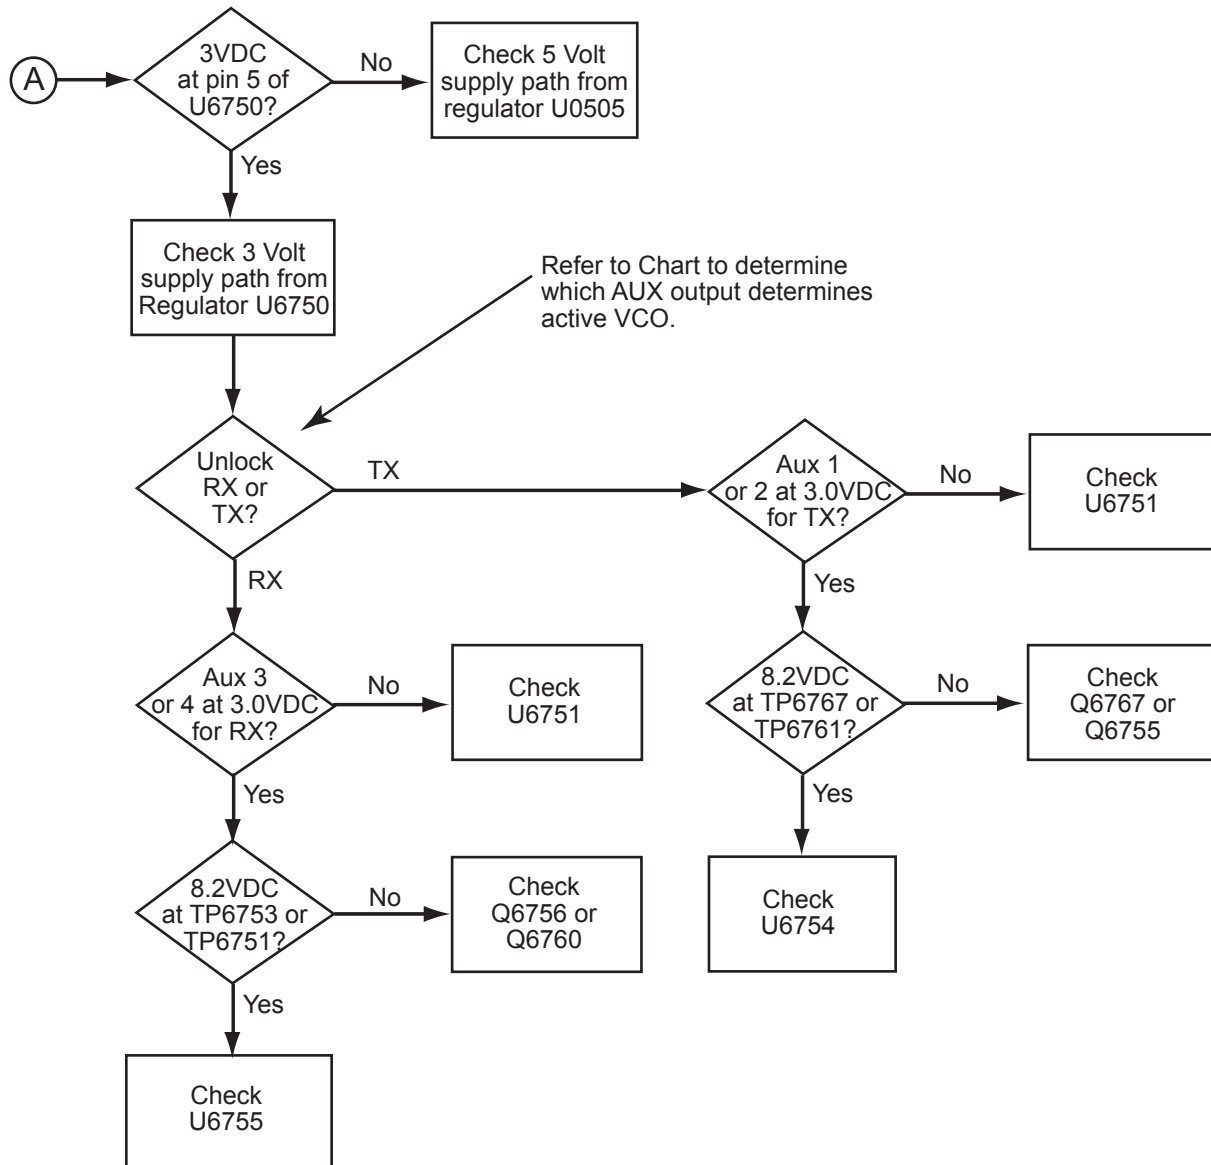 A
3VDC
at pin 5 of
U6750?
No
Check 5 Volt
supply path from
regulator U0505
Yes
Check 3 Volt
supply path from
Regulator U6750
Refer to Chart to determine
which AUX output determines
active VCO.
Unlock
RX or
TX?
TX
Aux 1
or 2 at 3.0VDC
for TX?
No
Check
U6751
RX
Yes
Aux 3
or 4 at 3.0VDC
for RX?
No
Check
U6751
8.2VDC
at TP6767 or
TP6761?
No
Check
Q6767 or
Q6755
Yes
Yes
8.2VDC
at TP6753 or
TP6751?
No
Check
Q6756 or
Q6760
Check
U6754
Yes
Check
U6755